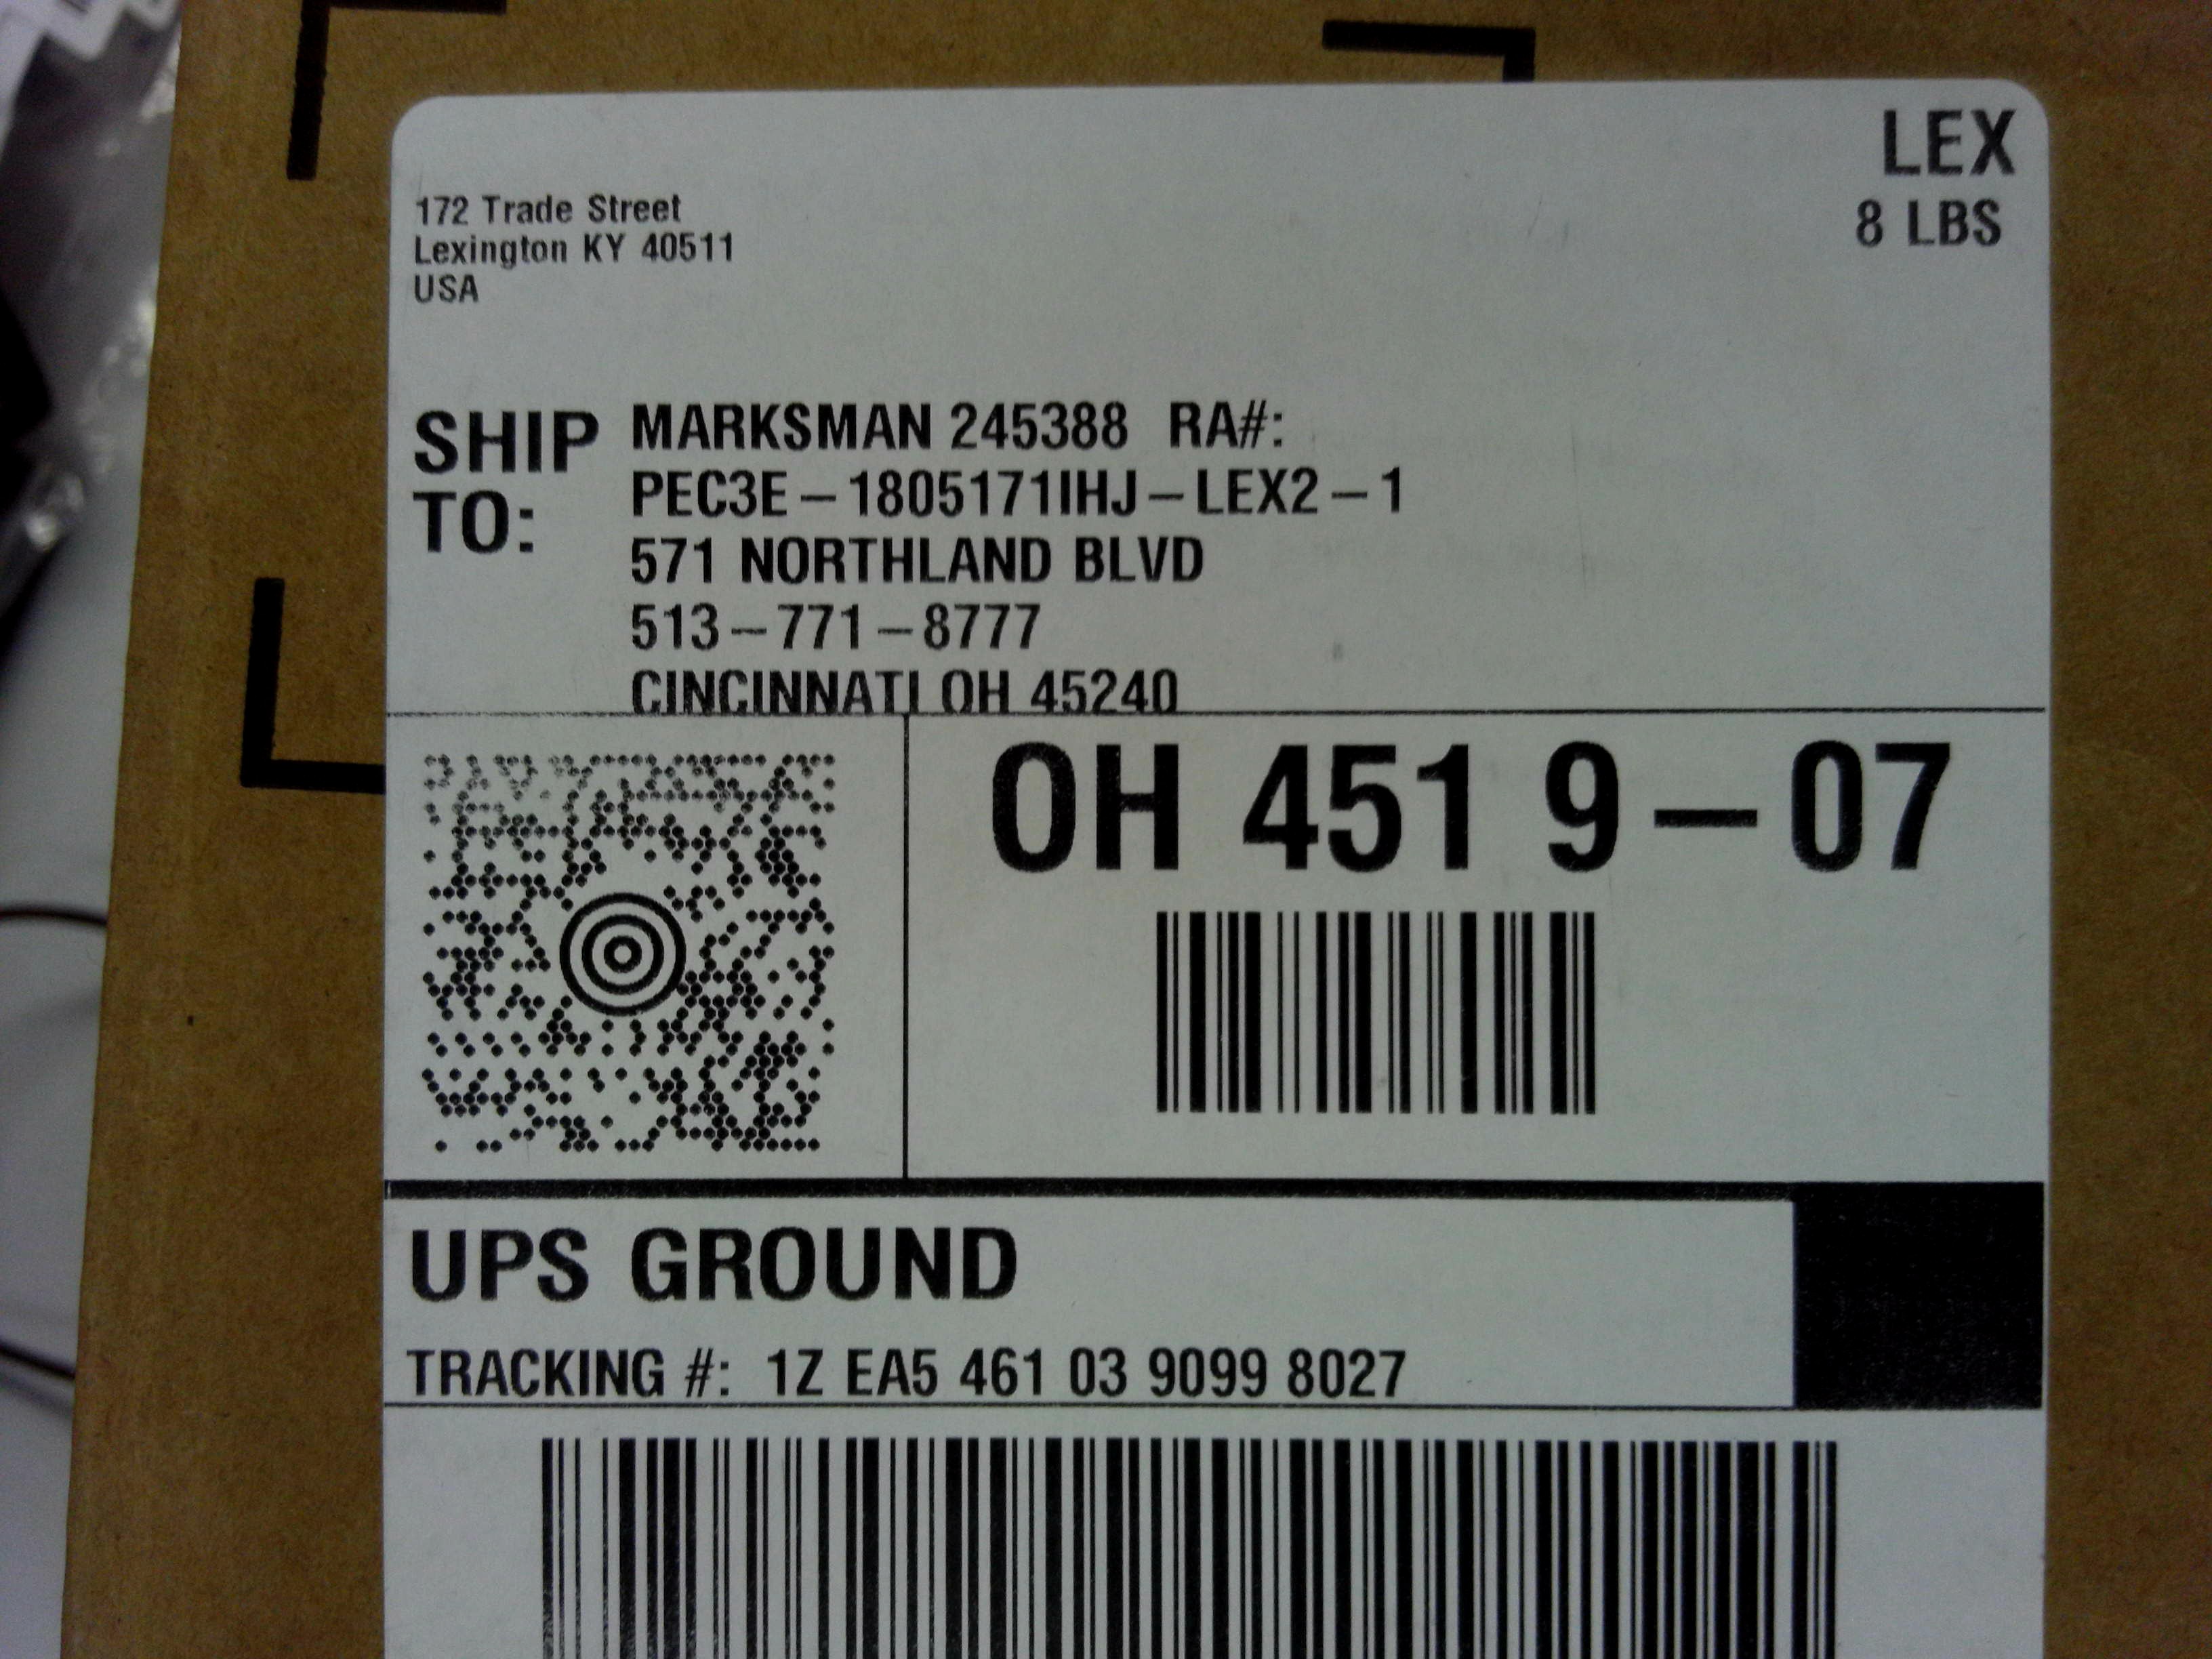 LEX
8 LBS
172 Trade Street
Lexington KY 40511
USA
SHIP TO:
MARKSMAN 245388 RA#:
PEC3E-1805171IHJ-LEX2-1
571 NORTHLAND BLVD
513-771-8777
CINCINNATI OH 45240
OH 451 9-07
UPS GROUND
TRACKING #: 1Z EA5 461 03 9099 8027